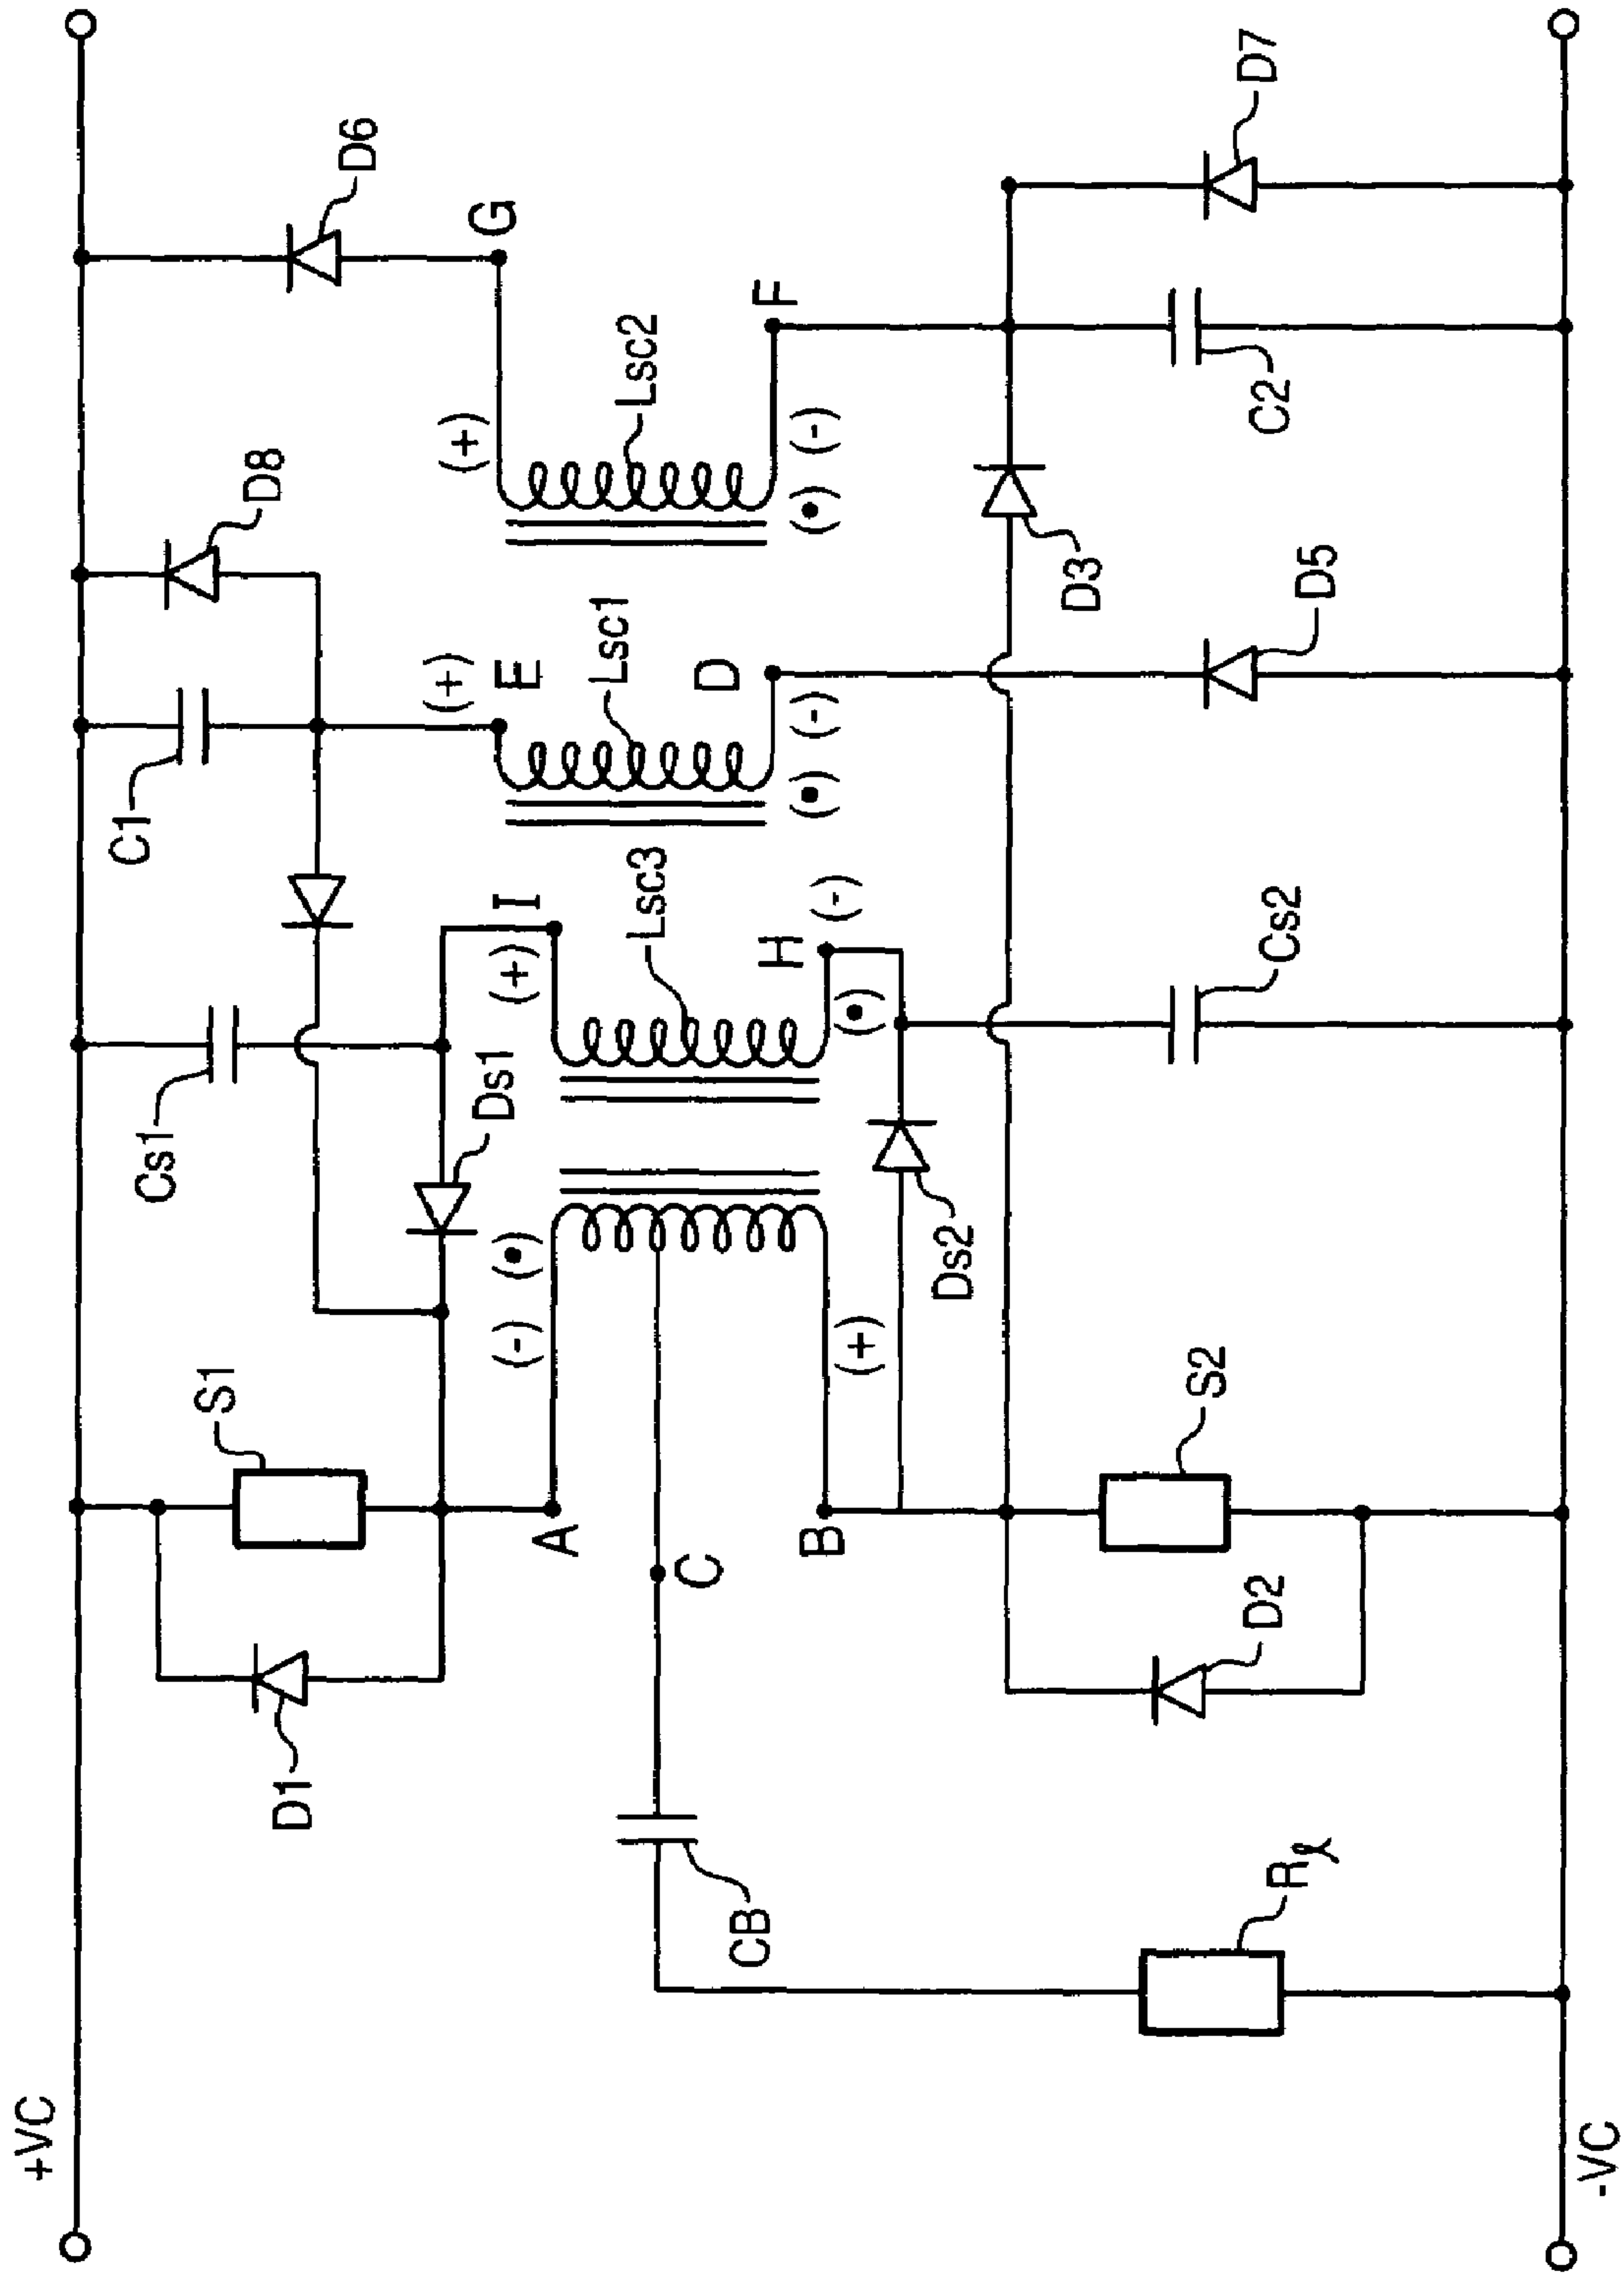 +VC
D6
D8
G
C1
(+)
Lsc2
F
D7
(+)
E
Lsc1
D
(-)
(•)
C2
Cs1
I
(+)
Lsc3
(-)
(•)
D3
D5
Ds1
H
(-)
(•)
Cs2
S1
(-) (•)
Ds2
A
(+)
S2
C
B
D1
D2
CB
Rℓ
-VC